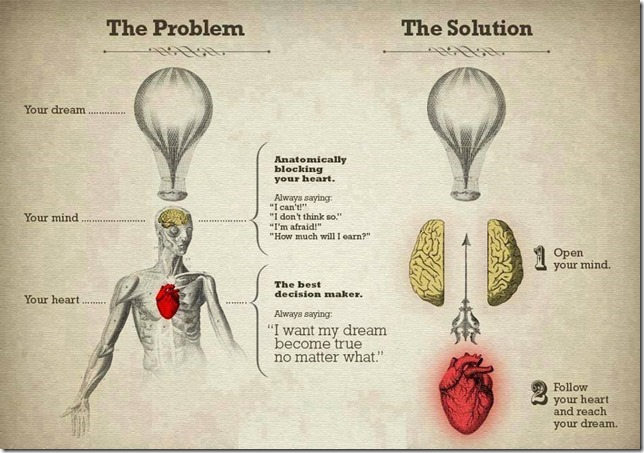 The Problem
Your dream .............
Your mind ......................
Your heart ........
Anatomically
blocking
your heart.
Always saying:
"I can't!"
"I don't think so."
"I'm afraid!"
"How much will I earn?"
The best
decision maker.
Always saying:
"I want my dream
become true
no matter what."
The Solution
1 Open
your mind.
2 Follow
your heart
and reach
your dream.